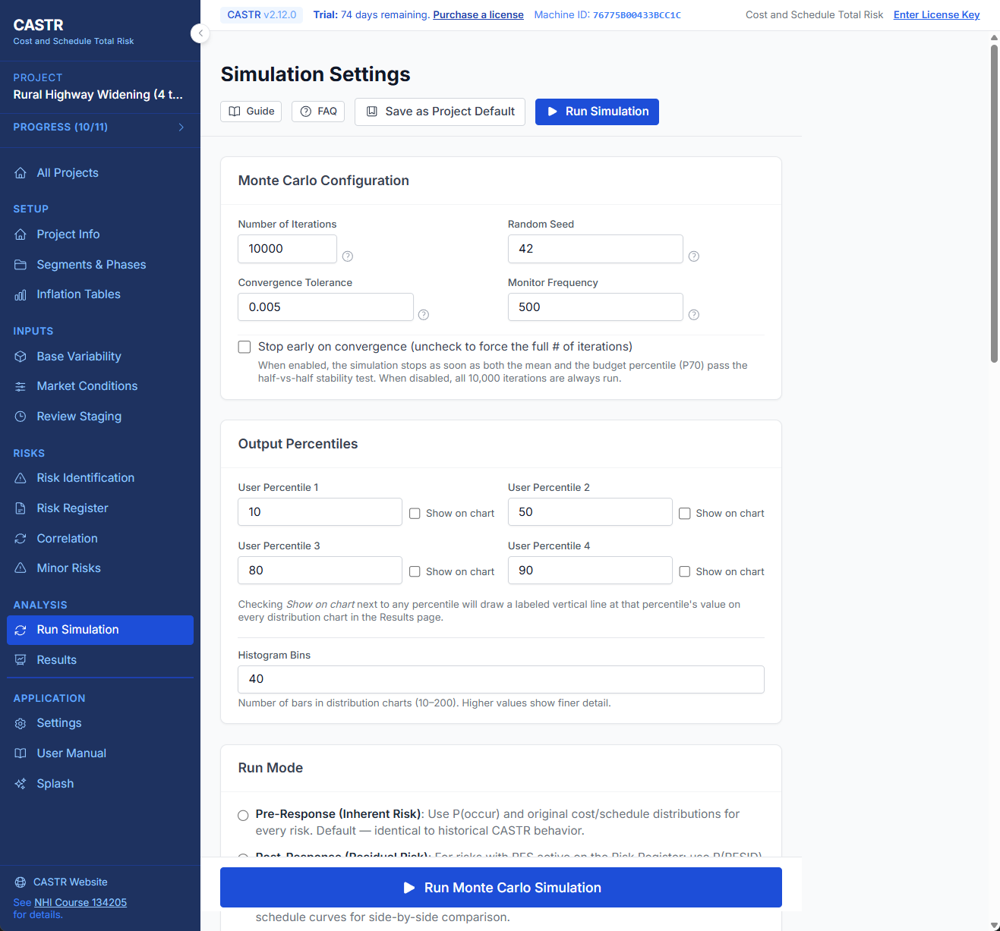 CASTR
Cost and Schedule Total Risk
PROJECT
Rural Highway Widening (4 t...
PROGRESS (10/11)
All Projects
SETUP
Project Info
Segments & Phases
Inflation Tables
INPUTS
Base Variability
Market Conditions
Review Staging
RISKS
Risk Identification
Risk Register
Correlation
Minor Risks
ANALYSIS
Run Simulation
Results
APPLICATION
Settings
User Manual
Splash
CASTR Website
See NHI Course 134205
for details.
CASTR v2.12.0 Trial: 74 days remaining. Purchase a license Machine ID: 76775B00433BCC1C Cost and Schedule Total Risk Enter License Key
Simulation Settings
Guide FAQ Save as Project Default Run Simulation
Monte Carlo Configuration
Number of Iterations Random Seed
10000 42
Convergence Tolerance Monitor Frequency
0.005 500
Stop early on convergence (uncheck to force the full # of iterations)
When enabled, the simulation stops as soon as both the mean and the budget percentile (P70) pass the
half-vs-half stability test. When disabled, all 10,000 iterations are always run.
Output Percentiles
User Percentile 1 User Percentile 2
10 Show on chart 50 Show on chart
User Percentile 3 User Percentile 4
80 Show on chart 90 Show on chart
Checking Show on chart next to any percentile will draw a labeled vertical line at that percentile's value on
every distribution chart in the Results page.
Histogram Bins
40
Number of bars in distribution charts (10–200). Higher values show finer detail.
Run Mode
Pre-Response (Inherent Risk): Use P(occur) and original cost/schedule distributions for
every risk. Default — identical to historical CASTR behavior.
Post-Response (Residual Risk): For risks with RES active on the Risk Register: use P(RESID)
Run Monte Carlo Simulation
schedule curves for side-by-side comparison.